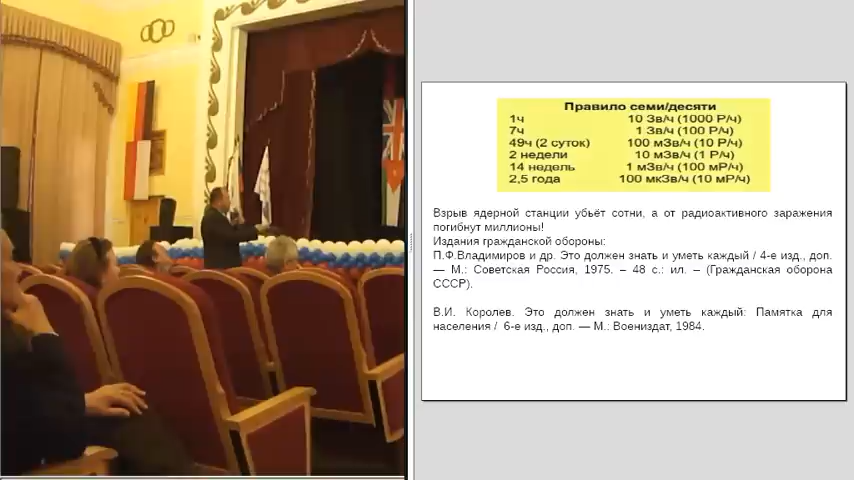 Правило семи/десяти
1ч 10 Зв/ч (1000 Р/ч)
7ч 1 Зв/ч (100 Р/ч)
49ч (2 суток) 100 мЗв/ч (10 Р/ч)
2 недели 10 мЗв/ч (1 Р/ч)
14 недель 1 мЗв/ч (100 мР/ч)
2,5 года 100 мкЗв/ч (10 мР/ч)
Взрыв ядерной станции убьёт сотни, а от радиоактивного заражения
погибнут миллионы!
Издания гражданской обороны:
П.Ф.Владимиров и др. Это должен знать и уметь каждый / 4-е изд., доп.
— М.: Советская Россия, 1975. – 48 с.: ил. – (Гражданская оборона
СССР).
В.И. Королев. Это должен знать и уметь каждый: Памятка для
населения / 6-е изд., доп. — М.: Воениздат, 1984.